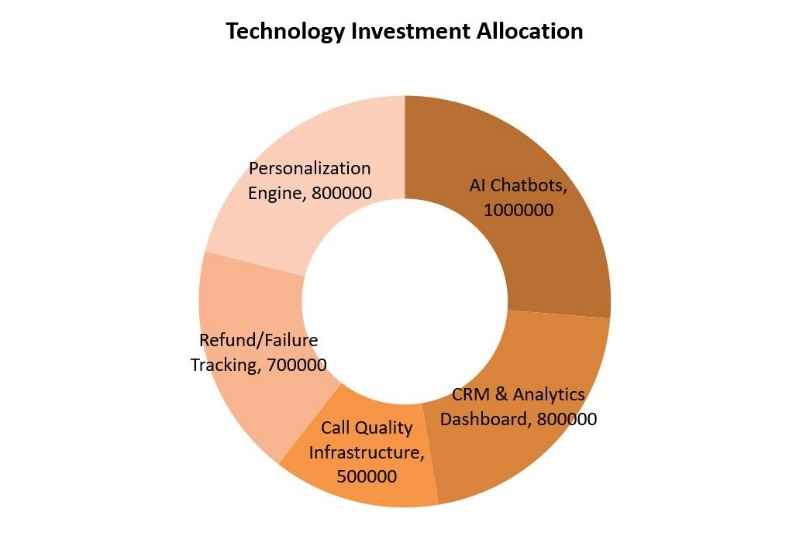 Technology Investment Allocation
Personalization
Engine, 800000
AI Chatbots,
1000000
Refund/Failure
Tracking, 700000
CRM & Analytics
Dashboard, 800000
Call Quality
Infrastructure,
500000